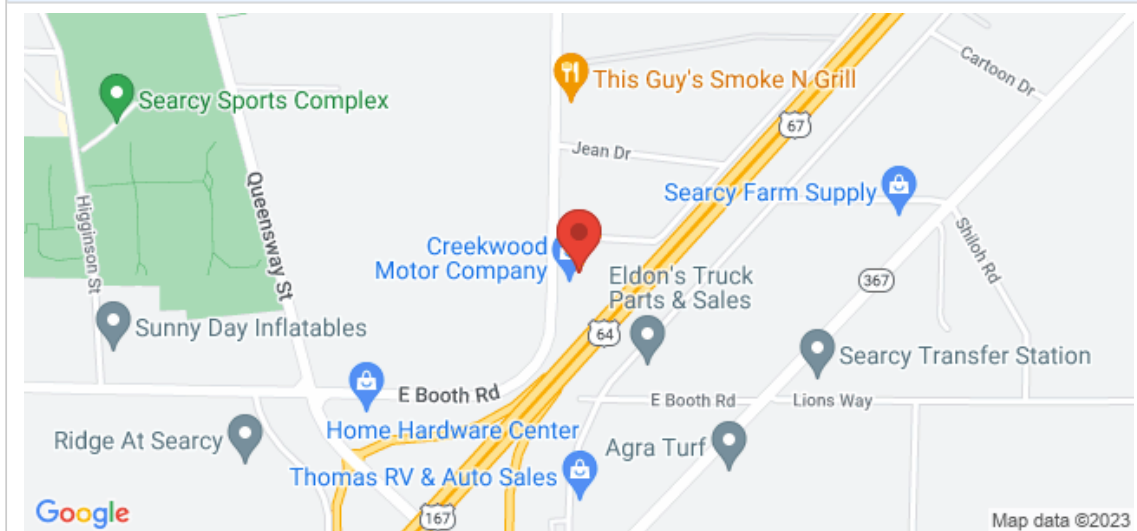 Cartoon Dr
This Guy's Smoke N Grill
Searcy Sports Complex
67
Jean Dr
Searcy Farm Supply
Queensway St
Higginson St
Shiloh Rd
Creekwood
Motor Company
Eldon's Truck
Parts & Sales
367
Sunny Day Inflatables
64
Searcy Transfer Station
E Booth Rd
E Booth Rd
Lions Way
Home Hardware Center
Ridge At Searcy
Agra Turf
Thomas RV & Auto Sales
Google
167
Map data ©2023